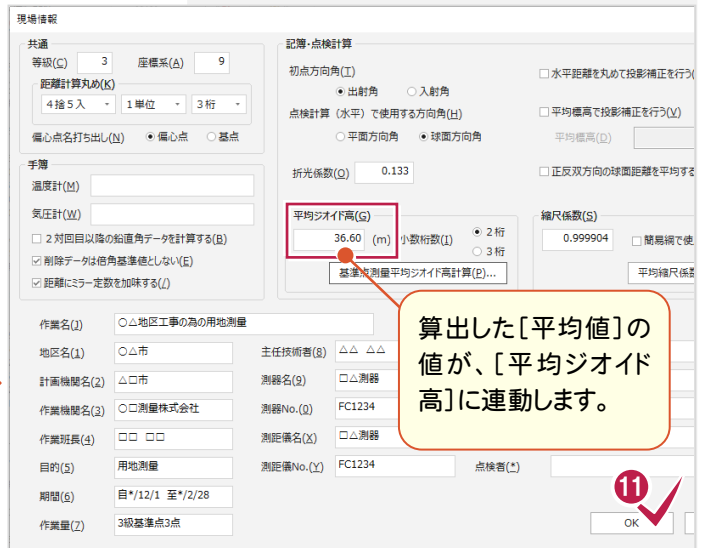 現場情報
共通
等級(C) 3 座標系(A) 9
距離計算丸め(K)
4捨5入 1単位 3桁
偏心点名打ち出し(N) 偏心点 基点
手簿
温度計(M)
気圧計(W)
2対回目以降の鉛直角データを計算する(B)
削除データは倍角基準値としない(E)
距離にミラー定数を加味する(/)
記簿・点検計算
初点方向角(T)
出射角 入射角
点検計算（水平）で使用する方向角(H)
平面方向角 球面方向角
折光係数(O) 0.133
水平距離を丸めて投影補正を行う(
平均標高で投影補正を行う(V)
平均標高(D)
正反双方向の球面距離を平均する
平均ジオイド高(G)
36.60 (m) 小数桁数(I) 2桁
3桁
基準点測量平均ジオイド高計算(P)...
縮尺係数(S)
0.999904 簡易網で使
平均縮尺係数
作業名(J) 〇△地区工事の為の用地測量
地区名(1) 〇△市 主任技術者(8) △△ △△
計画機関名(2) △□市 測器名(9) □△測器
作業機関名(3) 〇□測量株式会社 測器No.(0) FC1234
作業班長(4) □□ □□ 測距儀名(X) □△測器
目的(5) 用地測量 測距儀No.(Y) FC1234 点検者(*)
期間(6) 自*/12/1 至*/2/28
作業量(7) 3級基準点3点
算出した[平均値]の
値が、[平均ジオイド
高]に連動します。
11
OK